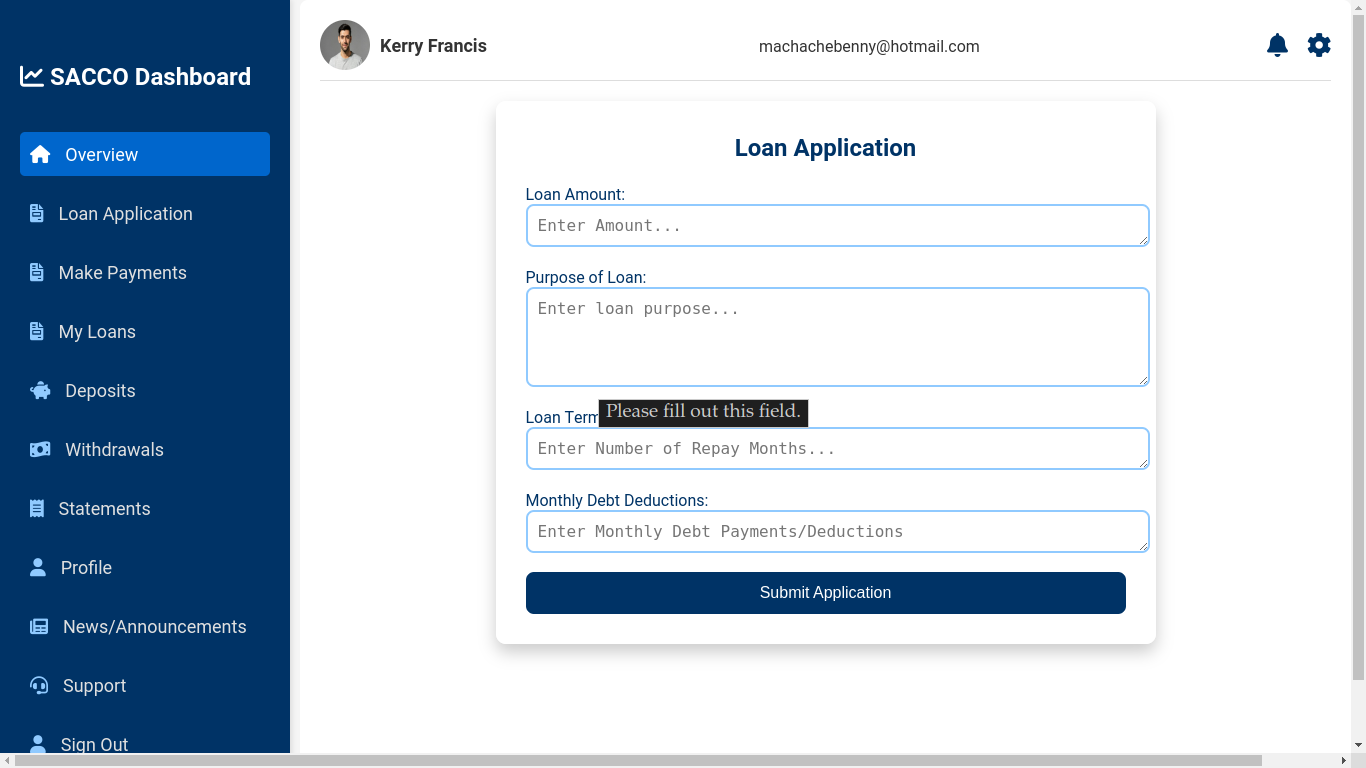 Kerry Francis
machachebenny@hotmail.com
SACCO Dashboard
Overview
Loan Application
Make Payments
My Loans
Deposits
Withdrawals
Statements
Profile
News/Announcements
Support
Sign Out
Loan Application
Loan Amount:
Enter Amount...
Purpose of Loan:
Enter loan purpose...
Loan Term
Please fill out this field.
Enter Number of Repay Months...
Monthly Debt Deductions:
Enter Monthly Debt Payments/Deductions
Submit Application